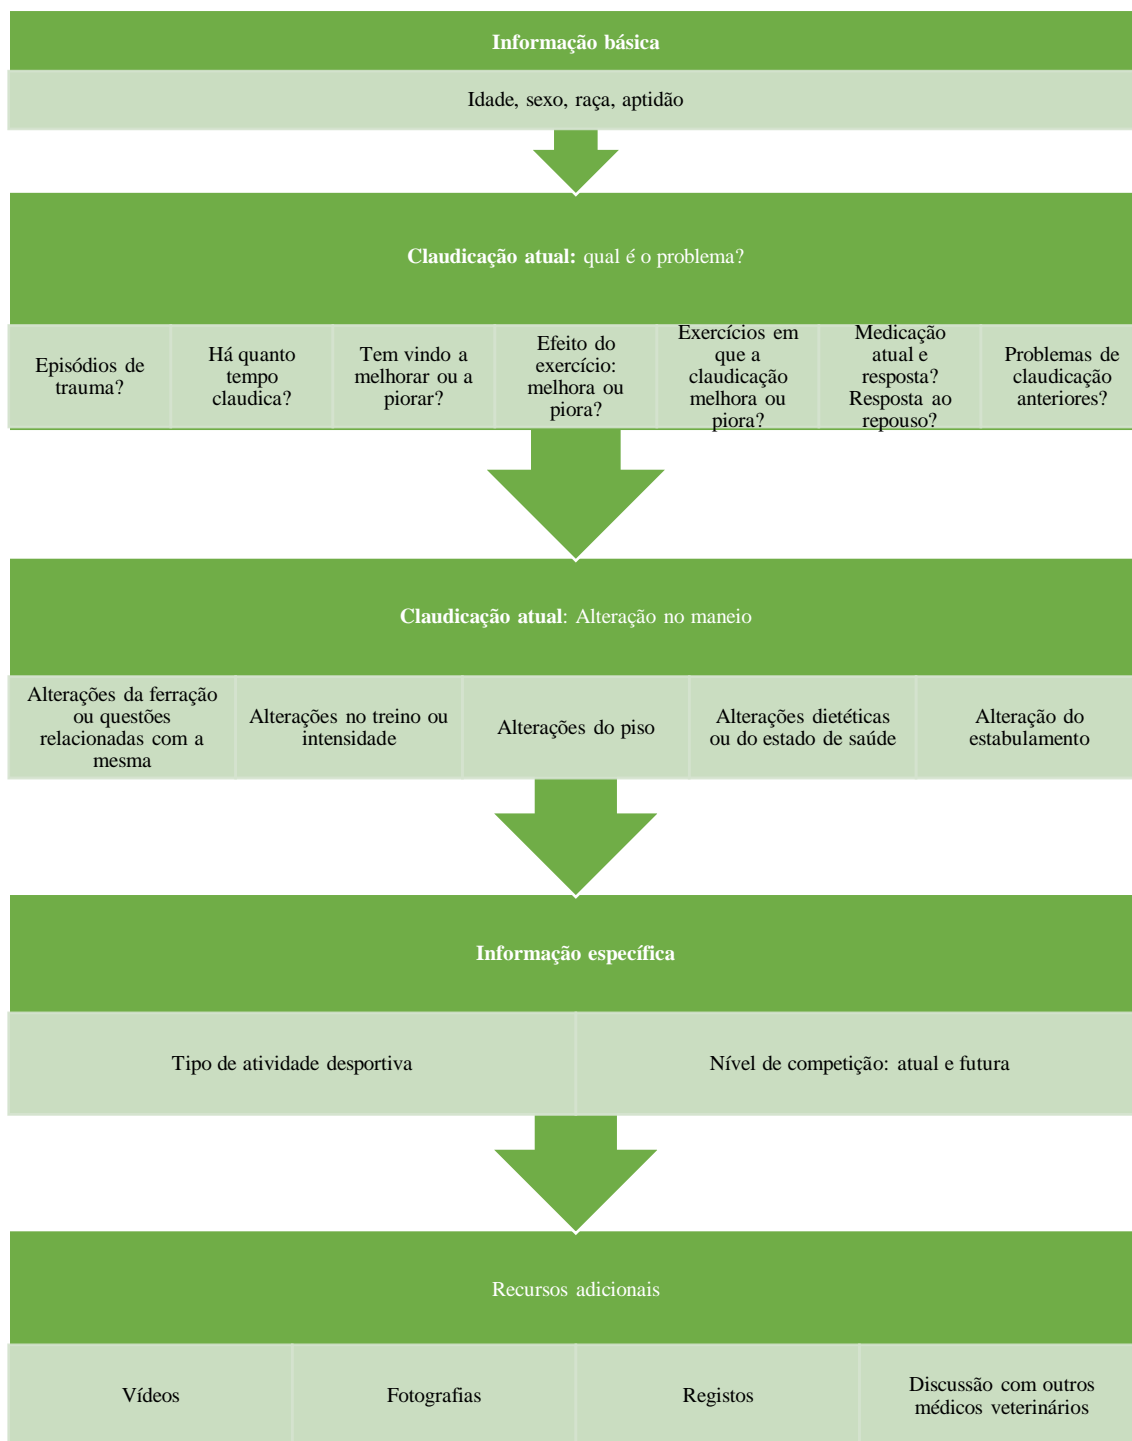 Informação básica
Idade, sexo, raça, aptidão
Claudicação atual: qual é o problema?
Episódios de
trauma?
Há quanto
tempo
claudica?
Tem vindo a
melhorar ou a
piorar?
Efeito do
exercício:
melhora ou
piora?
Exercícios em
que a
claudicação
melhora ou
piora?
Medicação
atual e
resposta?
Resposta ao
repouso?
Problemas de
claudicação
anteriores?
Claudicação atual: Alteração no maneio
Alterações da ferração
ou questões
relacionadas com a
mesma
Alterações no treino ou
intensidade
Alterações do piso
Alterações dietéticas
ou do estado de saúde
Alteração do
estabulamento
Informação específica
Tipo de atividade desportiva
Nível de competição: atual e futura
Recursos adicionais
Vídeos
Fotografias
Registos
Discussão com outros
médicos veterinários